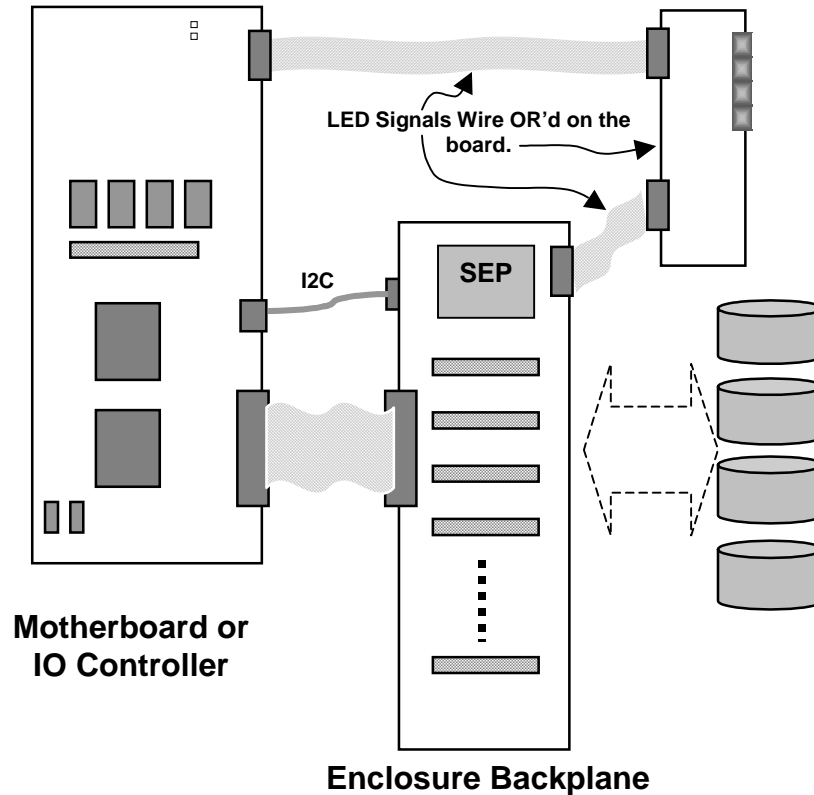 LED Signals Wire OR’d on the
board.
I2C
SEP
Motherboard or
IO Controller
Enclosure Backplane